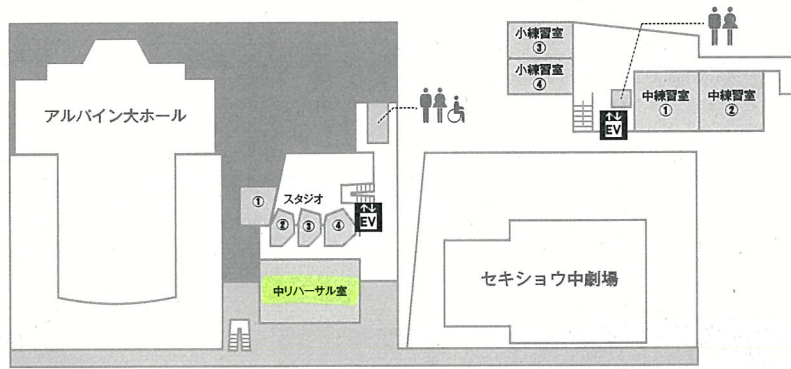 小練習室
③
小練習室
④
中練習室
①
中練習室
②
EV
アルパイン大ホール
スタジオ
①
②
③
④
EV
中リハーサル室
セキショウ中劇場